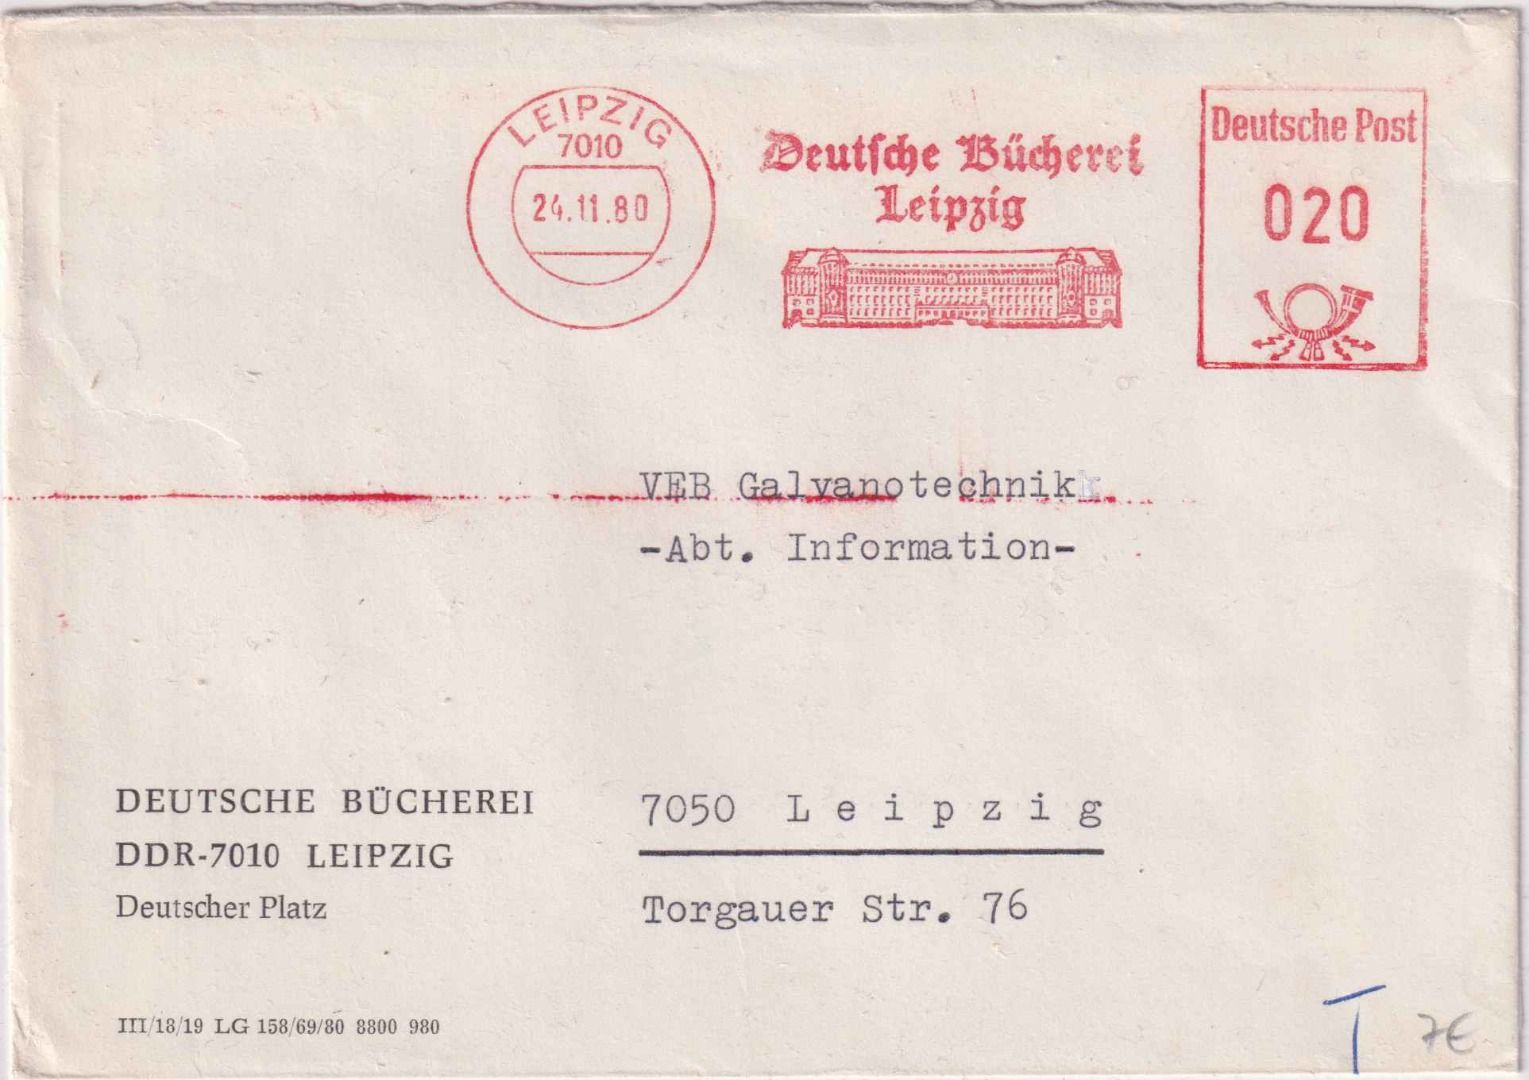 LEIPZIG
7010
24.11.80
Deutſche Bücherei
Leipzig
Deutsche Post
020
VEB Galvanotechnik
-Abt. Information-
DEUTSCHE BÜCHEREI
DDR-7010 LEIPZIG
Deutscher Platz
7050 Leipzig
Torgauer Str. 76
III/18/19 LG 158/69/80 8800 980
T
7€